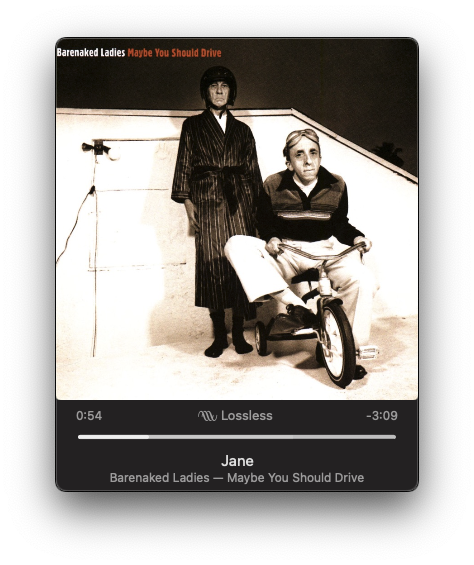 Barenaked Ladies Maybe You Should Drive
0:54 Lossless -3:09
Jane
Barenaked Ladies — Maybe You Should Drive